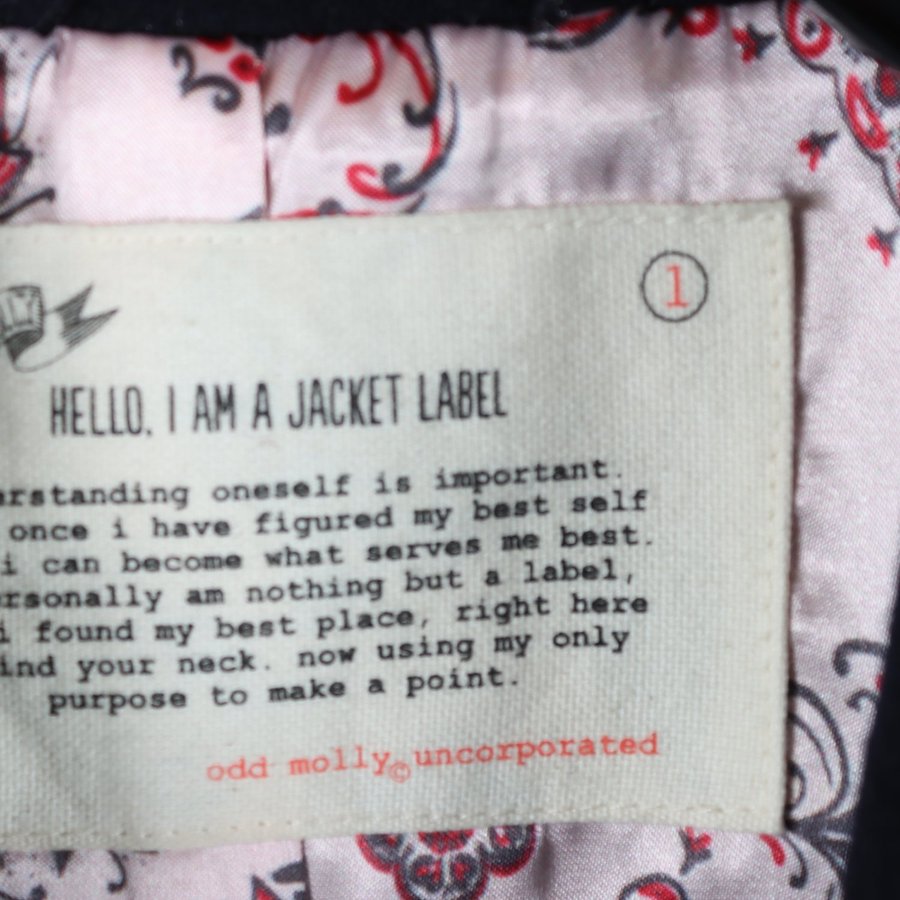 1
HELLO. I AM A JACKET LABEL
erstanding oneself is important.
once i have figured my best self
i can become what serves me best.
rsonally am nothing but a label,
i found my best place, right here
ind your neck. now using my only
purpose to make a point.
odd molly© uncorporated